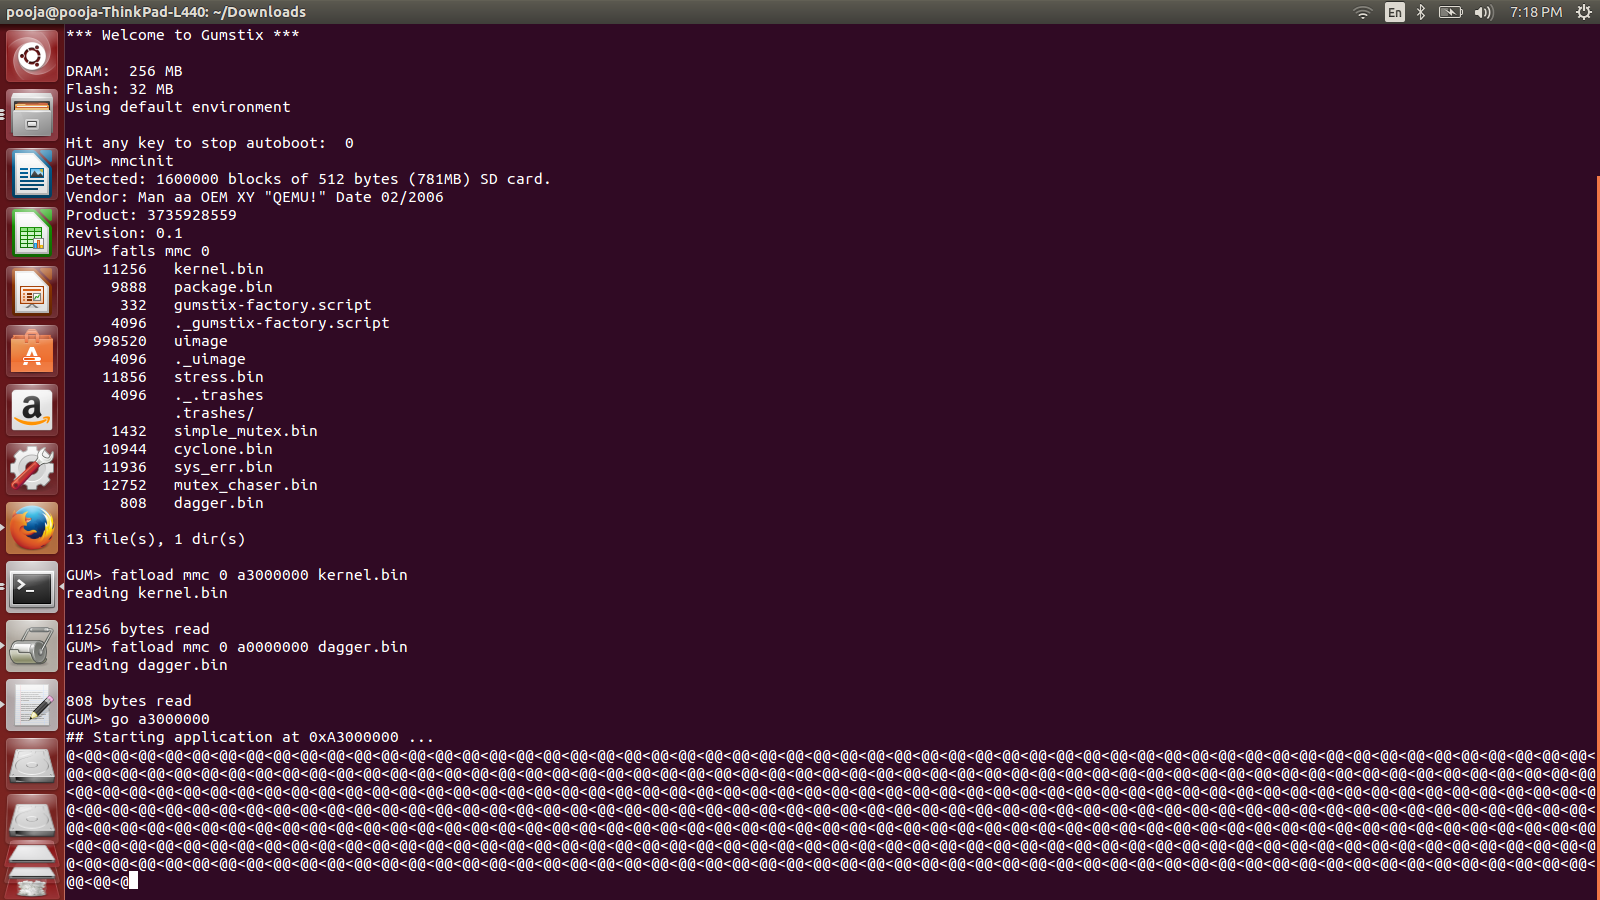 pooja@pooja-ThinkPad-L440: ~/Downloads
En
7:18 PM
*** Welcome to Gumstix ***
DRAM:  256 MB
Flash: 32 MB
Using default environment
Hit any key to stop autoboot:  0
GUM> mmcinit
Detected: 1600000 blocks of 512 bytes (781MB) SD card.
Vendor: Man aa OEM XY "QEMU!" Date 02/2006
Product: 3735928559
Revision: 0.1
GUM> fatls mmc 0
    11256   kernel.bin
     9888   package.bin
      332   gumstix-factory.script
     4096   ._gumstix-factory.script
   998520   uimage
     4096   ._uimage
    11856   stress.bin
     4096   ._.trashes
            .trashes/
     1432   simple_mutex.bin
    10944   cyclone.bin
    11936   sys_err.bin
    12752   mutex_chaser.bin
      808   dagger.bin
13 file(s), 1 dir(s)
GUM> fatload mmc 0 a3000000 kernel.bin
reading kernel.bin
11256 bytes read
GUM> fatload mmc 0 a0000000 dagger.bin
reading dagger.bin
808 bytes read
GUM> go a3000000
## Starting application at 0xA3000000 ...
@<@@<@@<@@<@@<@@<@@<@@<@@<@@<@@<@@<@@<@@<@@<@@<@@<@@<@@<@@<@@<@@<@@<@@<@@<@@<@@<@@<@@<@@<@@<@@<@@<@@<@@<@@<@@<@@<@@<@@<@@<@@<@@<@@<@@<@@<@@<@@<@@<@@<@@<@@<@@<@@<@@<@@<@@<
@@<@@<@@<@@<@@<@@<@@<@@<@@<@@<@@<@@<@@<@@<@@<@@<@@<@@<@@<@@<@@<@@<@@<@@<@@<@@<@@<@@<@@<@@<@@<@@<@@<@@<@@<@@<@@<@@<@@<@@<@@<@@<@@<@@<@@<@@<@@<@@<@@<@@<@@<@@<@@<@@<@@<@@<@@
<@@<@@<@@<@@<@@<@@<@@<@@<@@<@@<@@<@@<@@<@@<@@<@@<@@<@@<@@<@@<@@<@@<@@<@@<@@<@@<@@<@@<@@<@@<@@<@@<@@<@@<@@<@@<@@<@@<@@<@@<@@<@@<@@<@@<@@<@@<@@<@@<@@<@@<@@<@@<@@<@@<@@<@@<@
@<@@<@@<@@<@@<@@<@@<@@<@@<@@<@@<@@<@@<@@<@@<@@<@@<@@<@@<@@<@@<@@<@@<@@<@@<@@<@@<@@<@@<@@<@@<@@<@@<@@<@@<@@<@@<@@<@@<@@<@@<@@<@@<@@<@@<@@<@@<@@<@@<@@<@@<@@<@@<@@<@@<@@<@@<
@@<@@<@@<@@<@@<@@<@@<@@<@@<@@<@@<@@<@@<@@<@@<@@<@@<@@<@@<@@<@@<@@<@@<@@<@@<@@<@@<@@<@@<@@<@@<@@<@@<@@<@@<@@<@@<@@<@@<@@<@@<@@<@@<@@<@@<@@<@@<@@<@@<@@<@@<@@<@@<@@<@@<@@<@@
<@@<@@<@@<@@<@@<@@<@@<@@<@@<@@<@@<@@<@@<@@<@@<@@<@@<@@<@@<@@<@@<@@<@@<@@<@@<@@<@@<@@<@@<@@<@@<@@<@@<@@<@@<@@<@@<@@<@@<@@<@@<@@<@@<@@<@@<@@<@@<@@<@@<@@<@@<@@<@@<@@<@@<@@<@
@<@@<@@<@@<@@<@@<@@<@@<@@<@@<@@<@@<@@<@@<@@<@@<@@<@@<@@<@@<@@<@@<@@<@@<@@<@@<@@<@@<@@<@@<@@<@@<@@<@@<@@<@@<@@<@@<@@<@@<@@<@@<@@<@@<@@<@@<@@<@@<@@<@@<@@<@@<@@<@@<@@<@@<@@<
@@<@@<@